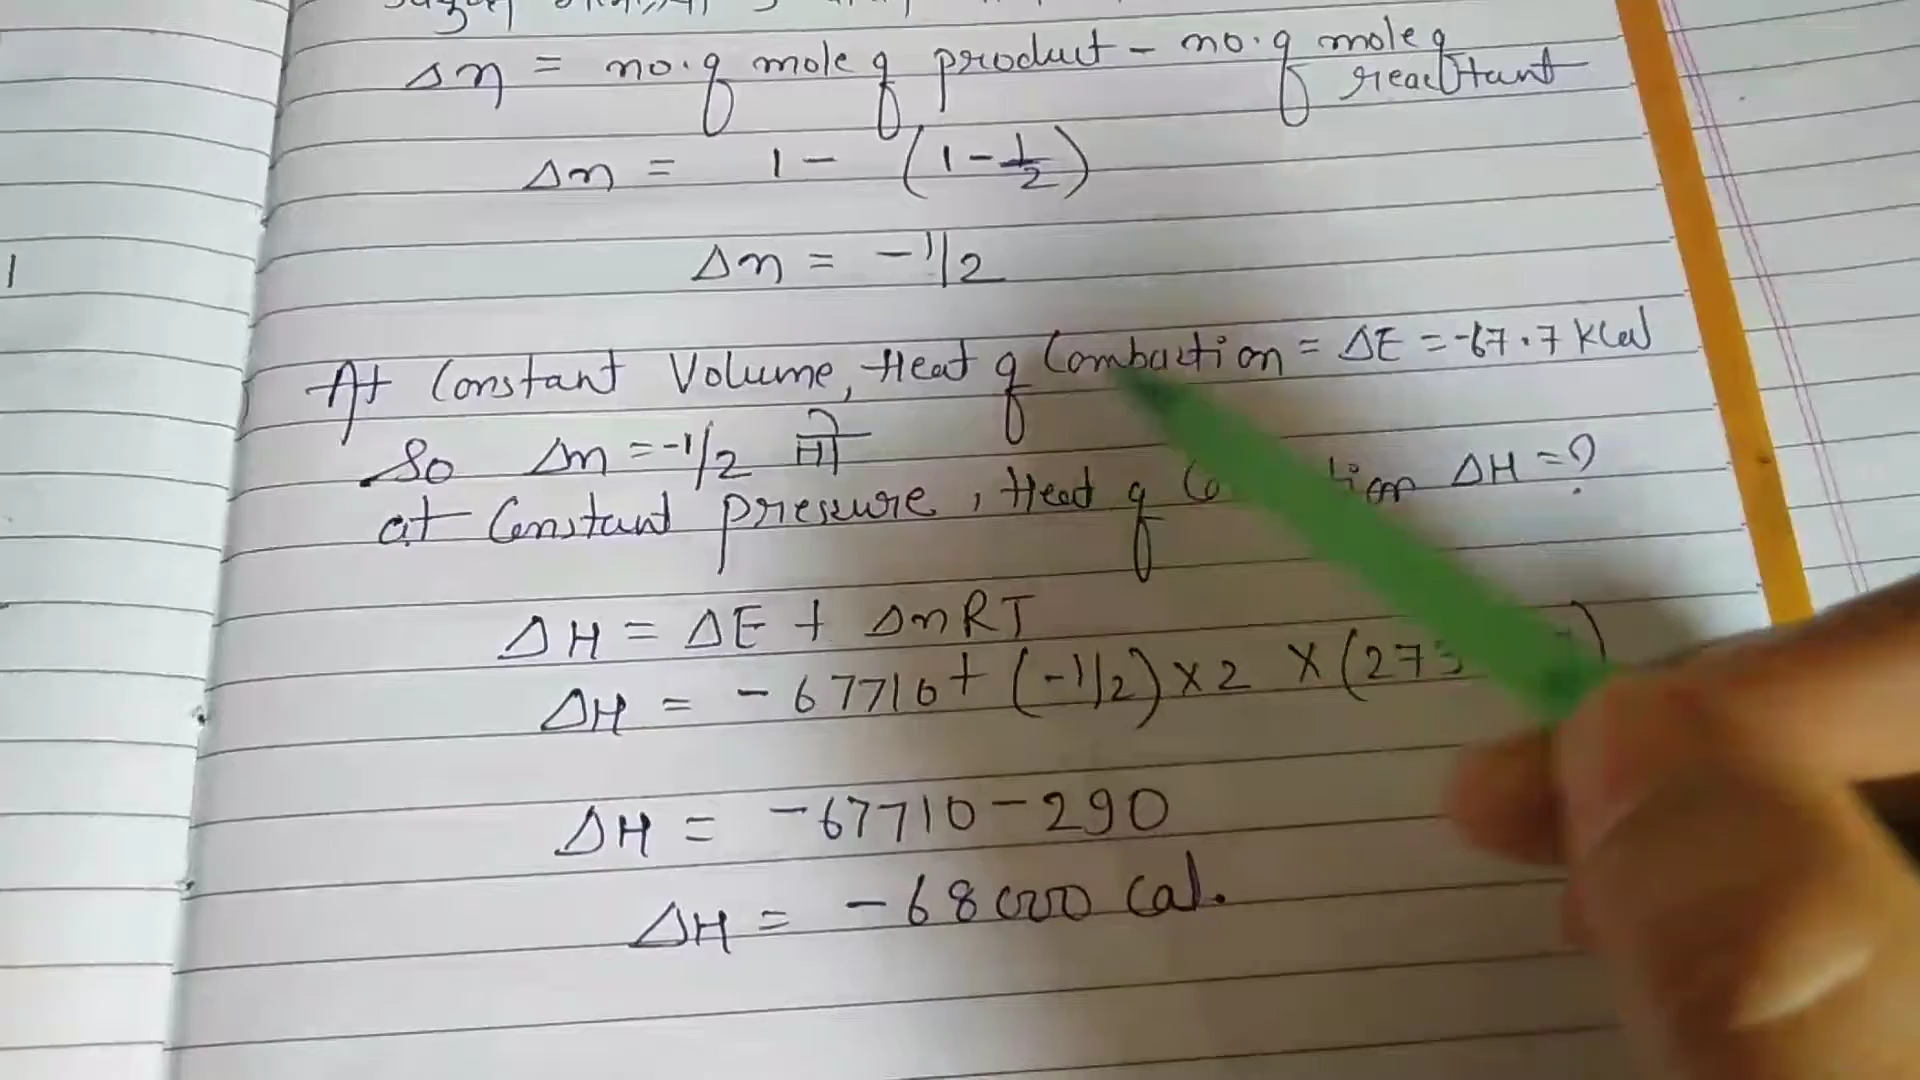 Δn = no. of mole of product - no. of mole of reactant
Δn = 1 - (1-1/2)
Δn = -1/2
1
At Constant Volume, Heat of Combaction = ΔE = -67.7 kcal
So Δn = -1/2 मो
at Constant pressure, Heat of ΔH = ?
ΔH = ΔE + ΔnRT
ΔH = - 67710 + (-1/2) x 2 x (273 )
ΔH = -67710 - 290
ΔH = -68000 Cal.